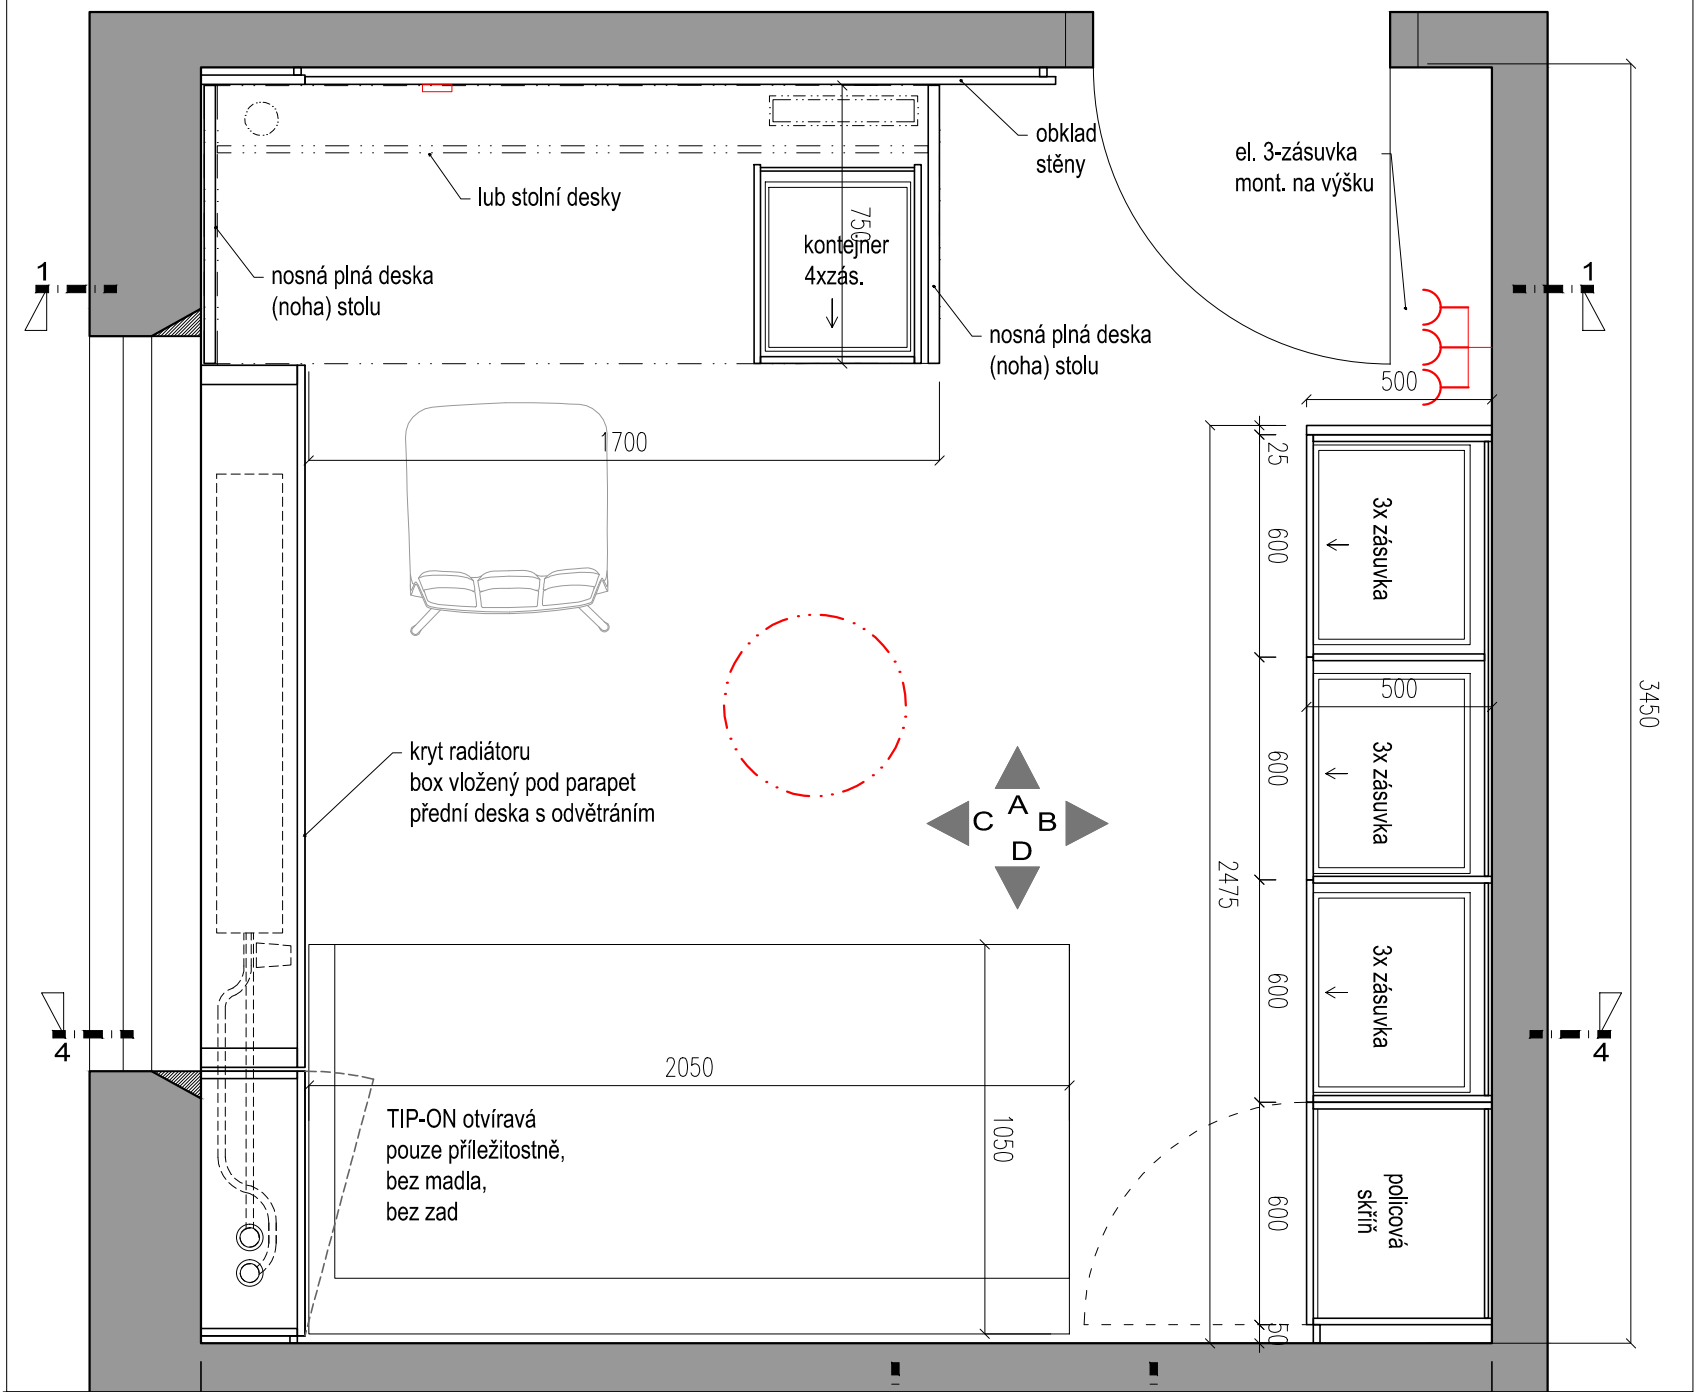 obklad
stěny
el. 3-zásuvka
mont. na výšku
lub stolní desky
750
kontejner
4xzás.
nosná plná deska
(noha) stolu
1
1
nosná plná deska
(noha) stolu
500
1700
25
600
3x zásuvka
500
3450
kryt radiátoru
box vložený pod parapet
přední deska s odvětráním
600
3x zásuvka
A
C
B
D
2475
600
3x zásuvka
4
4
2050
1050
TIP-ON otvíravá
pouze příležitostně,
bez madla,
bez zad
600
policová
skříň
50